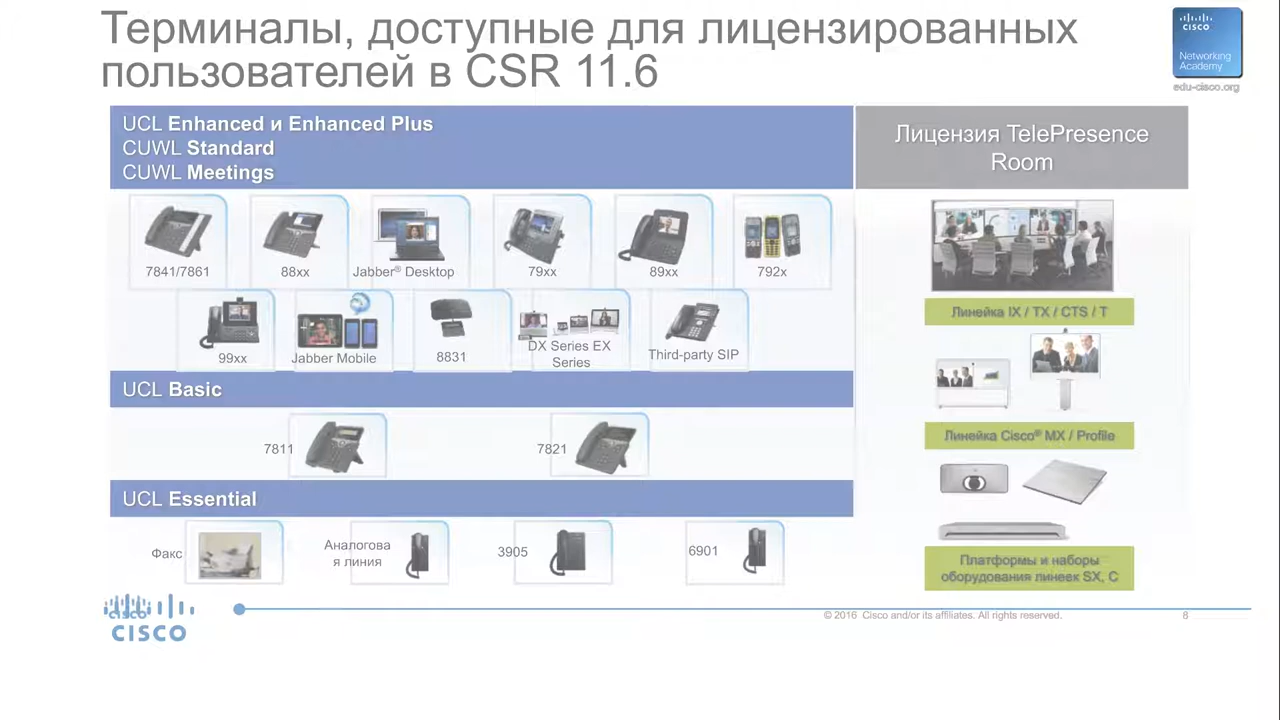 Терминалы, доступные для лицензированных
пользователей в CSR 11.6
CISCO
Networking
Academy
edu-cisco.org
UCL Enhanced и Enhanced Plus
CUWL Standard
CUWL Meetings
Лицензия TelePresence
Room
7841/7861
88xx
Jabber® Desktop
79xx
89xx
792x
99xx
Jabber Mobile
8831
DX Series EX
Series
Third-party SIP
Линейка IX / TX / CTS / T
UCL Basic
7811
7821
Линейка Cisco® MX / Profile
UCL Essential
Факс
Аналогова
я линия
3905
6901
Платформы и наборы
оборудования линеек SX, C
cisco
CISCO
© 2016 Cisco and/or its affiliates. All rights reserved.
8